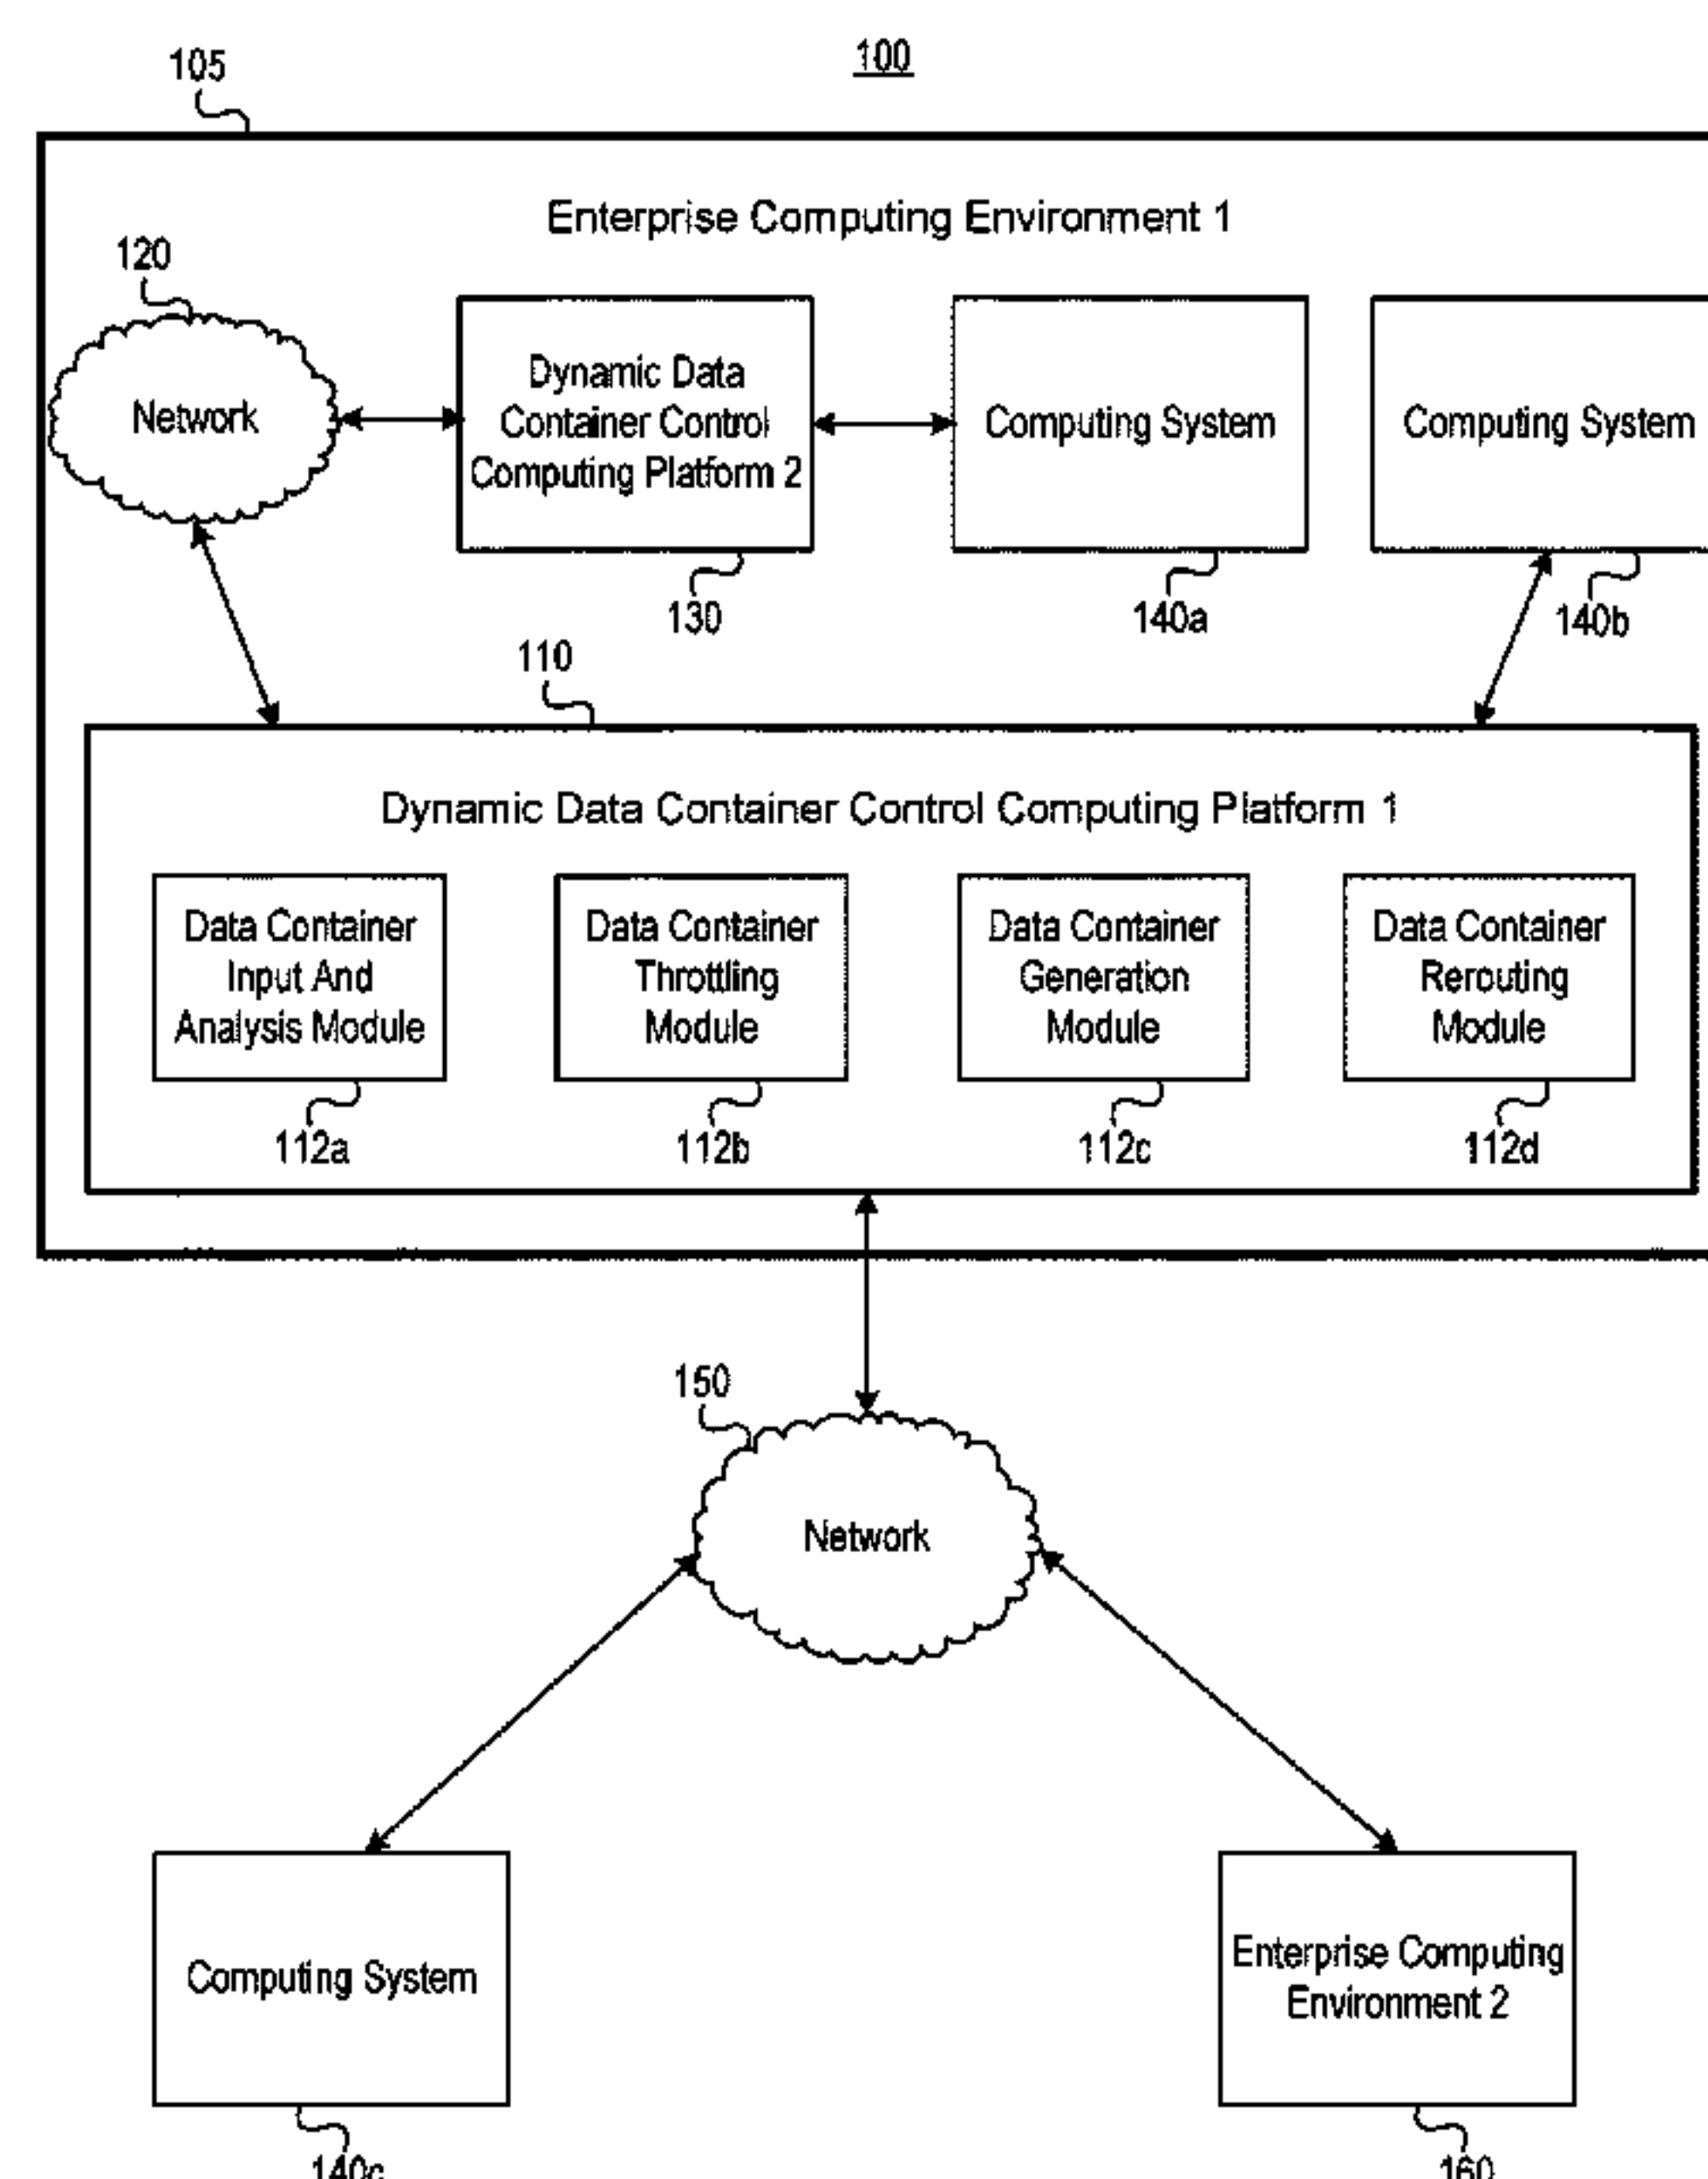 100
105
Enterprise Computing Environment 1
120
Network
Dynamic Data
Container Control
Computing Platform 2
Computing System
Computing System
130
140a
140b
110
Dynamic Data Container Control Computing Platform 1
Data Container
Input And
Analysis Module
Data Container
Throttling
Module
Data Container
Generation
Module
Data Container
Rerouting
Module
112a
112b
112c
112d
150
Network
Computing System
Enterprise Computing
Environment 2
140c
160